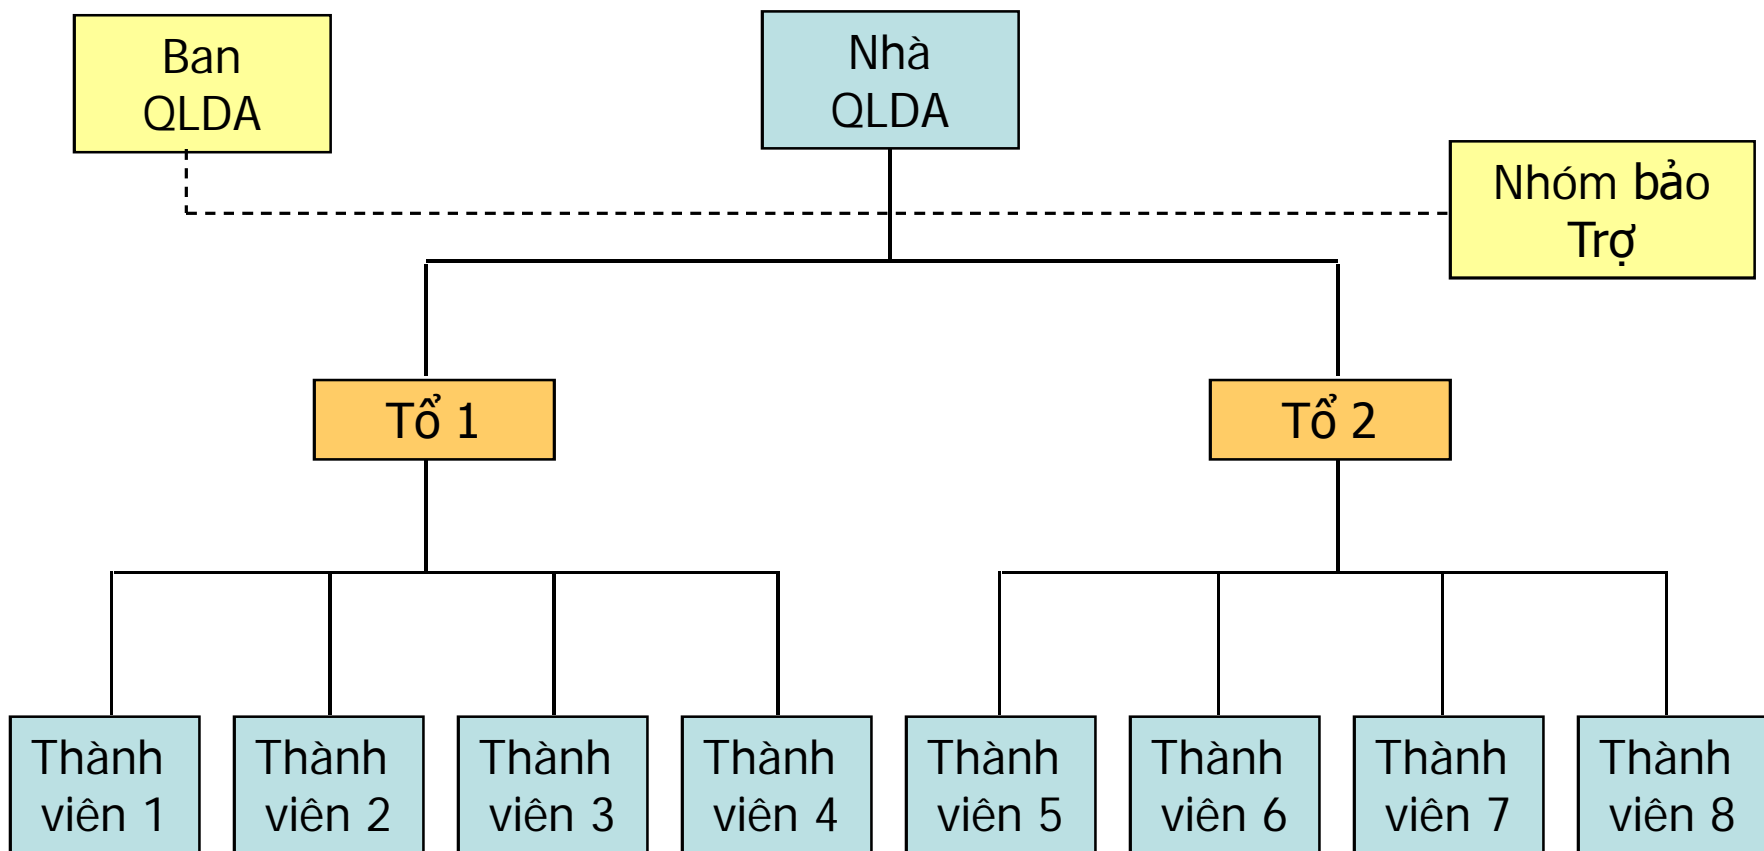 Ban
QLDA
Nhà
QLDA
Nhóm bảo
Trợ
Tổ 1
Tổ 2
Thành
viên 1
Thành
viên 2
Thành
viên 3
Thành
viên 4
Thành
viên 5
Thành
viên 6
Thành
viên 7
Thành
viên 8